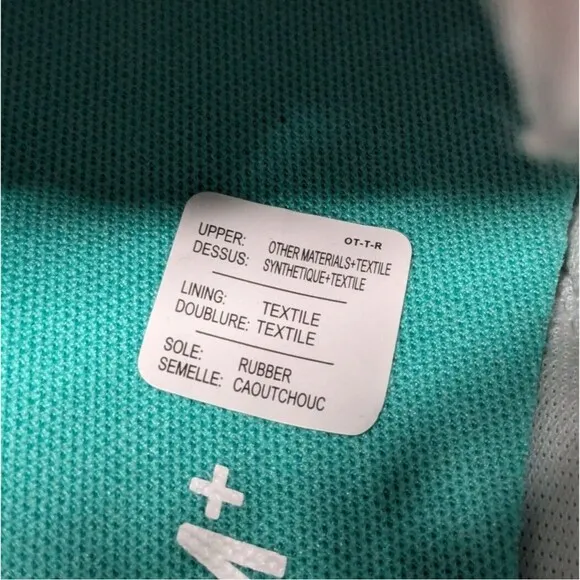 OT-T-R
UPPER: OTHER MATERIALS+TEXTILE
DESSUS: SYNTHETIQUE+TEXTILE
LINING: TEXTILE
DOUBLURE: TEXTILE
SOLE: RUBBER
SEMELLE: CAOUTCHOUC